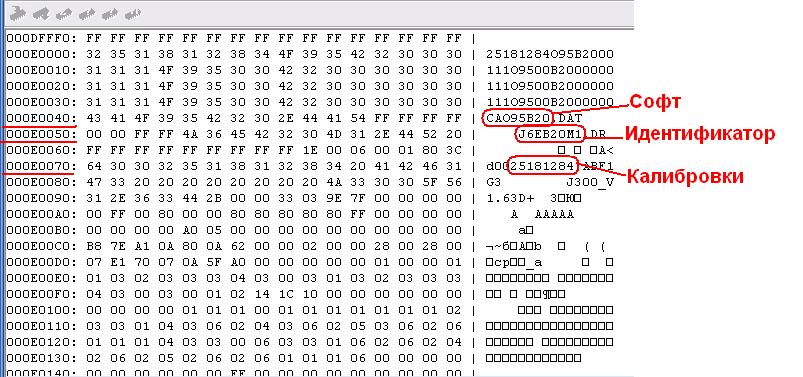 000DFFF0: FF FF FF FF FF FF FF FF FF FF FF FF FF FF FF FF |
000E0000: 32 35 31 38 31 32 38 34 4F 39 35 42 32 30 30 30 | 25181284O95B2000
000E0010: 31 31 31 4F 39 35 30 30 42 32 30 30 30 30 30 30 | 111O9500B2000000
000E0020: 31 31 31 4F 39 35 30 30 42 32 30 30 30 30 30 30 | 111O9500B2000000
000E0030: 31 31 31 4F 39 35 30 30 42 32 30 30 30 30 30 30 | 111O9500B2000000
000E0040: 43 41 4F 39 35 42 32 30 2E 44 41 54 FF FF FF FF | CAO95B20.DAT Софт
000E0050: 00 00 FF FF 4A 36 45 42 32 30 4D 31 2E 44 52 20 | J6EB20M1.DR Идентификатор
000E0060: FF FF FF FF FF FF FF FF 1E 00 06 00 01 80 3C | A<
000E0070: 64 30 30 32 35 31 38 31 32 38 34 20 41 42 46 31 | d0025181284 ABF1 Калибровки
000E0080: 47 33 20 20 20 20 20 20 20 20 4A 33 30 30 5F 56 | G3 J300_V
000E0090: 31 2E 36 33 44 2B 00 00 33 03 9E 7F 00 00 00 00 | 1.63D+ 3
000E00A0: 00 FF 00 80 00 00 80 80 80 80 FF 00 00 00 00 | A AAAAA
000E00B0: 00 00 00 00 A0 05 00 00 00 00 00 00 00 00 00 00 | a
000E00C0: B8 7E A1 0A 80 0A 62 00 00 02 00 00 28 00 28 00 | ¬~б A b ( (
000E00D0: 07 E1 70 07 0A 5F A0 00 00 00 00 00 01 00 00 01 | cp _a
000E00E0: 01 03 02 03 03 03 04 03 00 03 01 03 02 03 03 03 |
000E00F0: 04 03 00 03 00 01 02 14 1C 10 00 00 00 00 00 00 |
000E0100: 00 00 00 00 00 01 01 00 01 01 01 01 01 01 01 02 |
000E0110: 03 03 01 04 03 06 02 04 03 06 02 05 03 06 02 06 |
000E0120: 01 01 01 04 03 00 03 06 03 03 01 06 02 06 02 04 |
000E0130: 02 06 02 05 02 06 02 06 01 01 01 06 00 00 00 00 |
000E0140: 00 00 00 00 00 FF 00 00 00 00 00 00 00 00 00 00 |